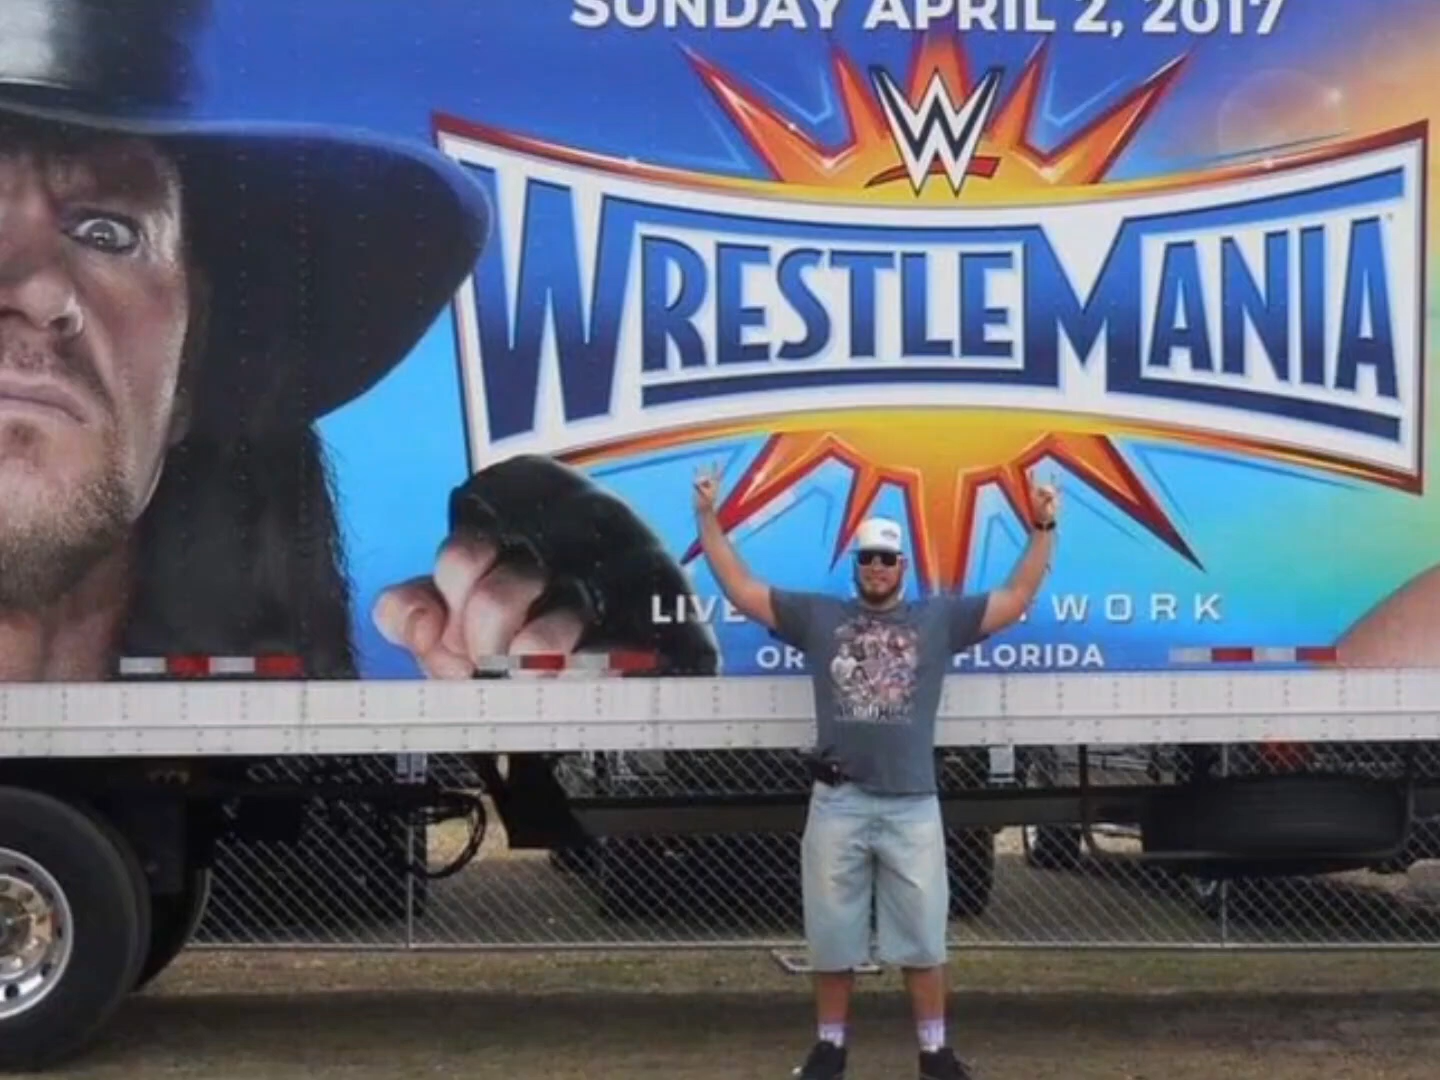 SUNDAY APRIL 2, 2017
W
WRESTLEMANIA
LIVE WORK
OR FLORIDA